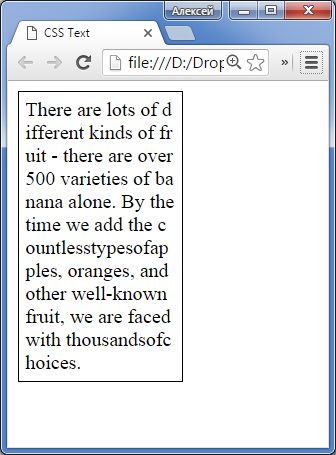 Алексей
CSS Text
file:///D:/Drop
»
There are lots of d
ifferent kinds of fr
uit - there are over
500 varieties of ba
nana alone. By the
time we add the c
ountlesstypesofap
ples, oranges, and
other well-known
fruit, we are faced
with thousandsofc
hoices.